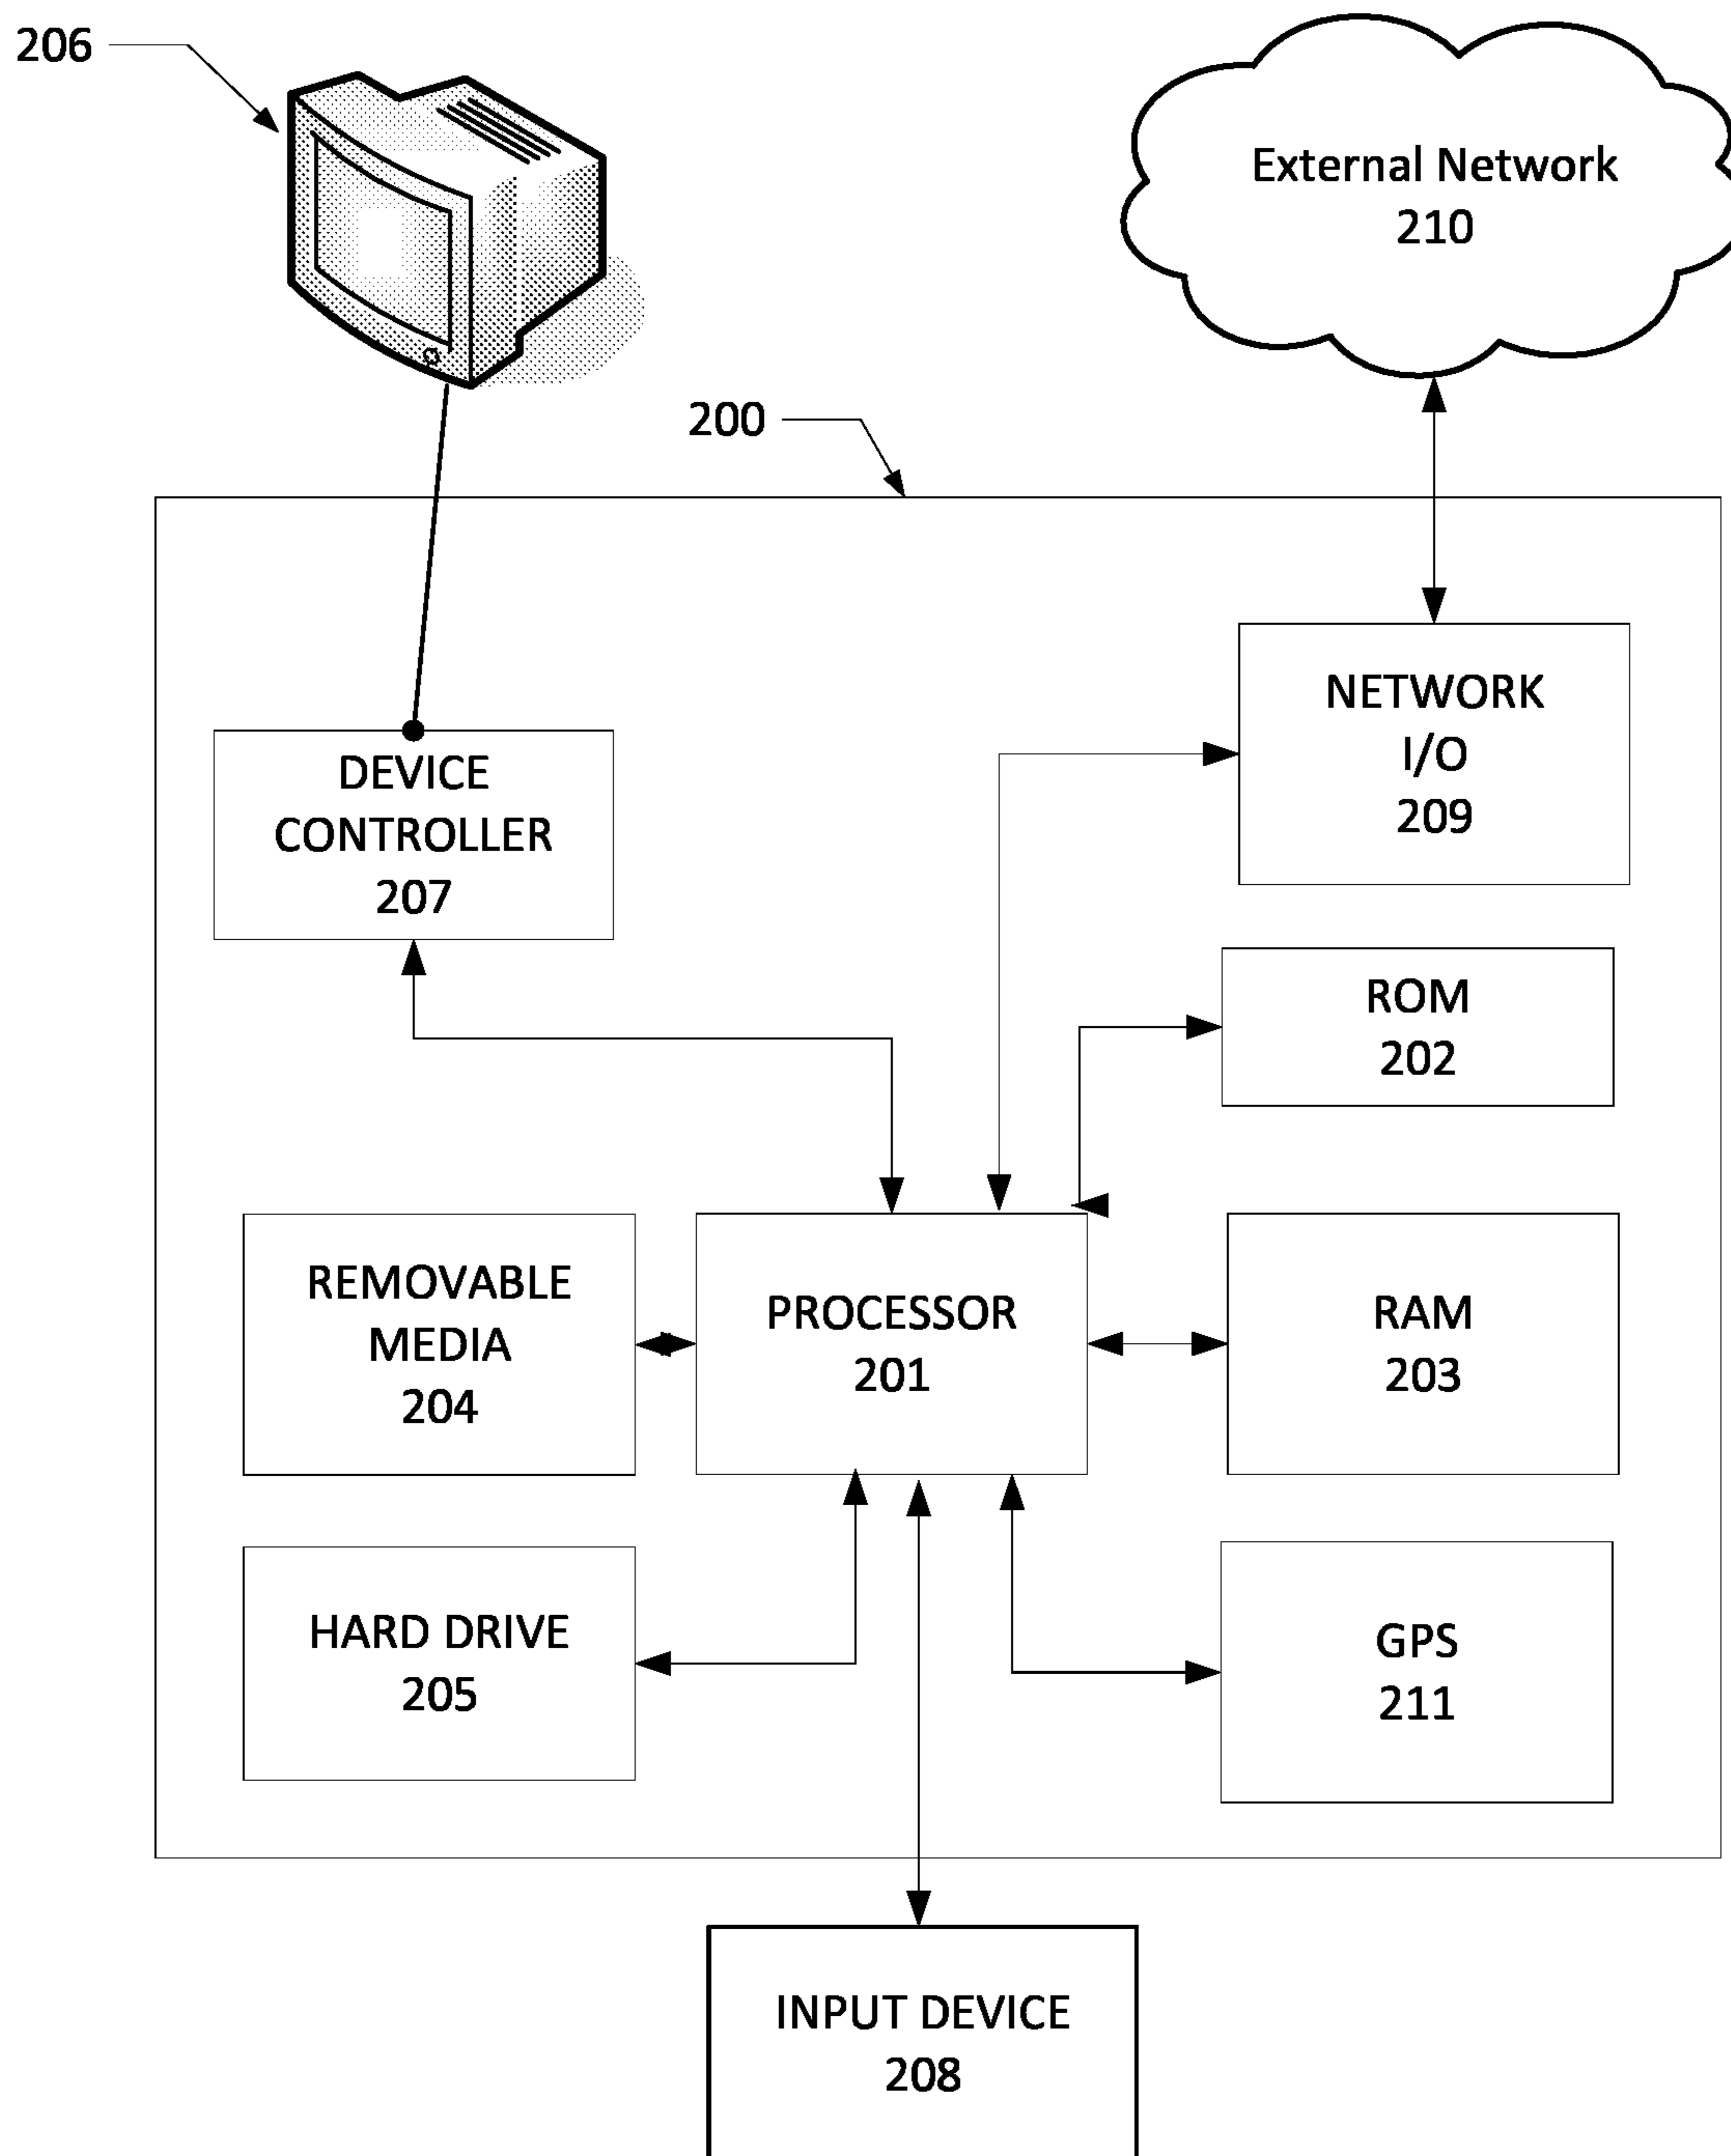 206
External Network
210
200
NETWORK
I/O
209
DEVICE
CONTROLLER
207
ROM
202
REMOVABLE
MEDIA
204
PROCESSOR
201
RAM
203
HARD DRIVE
205
GPS
211
INPUT DEVICE
208